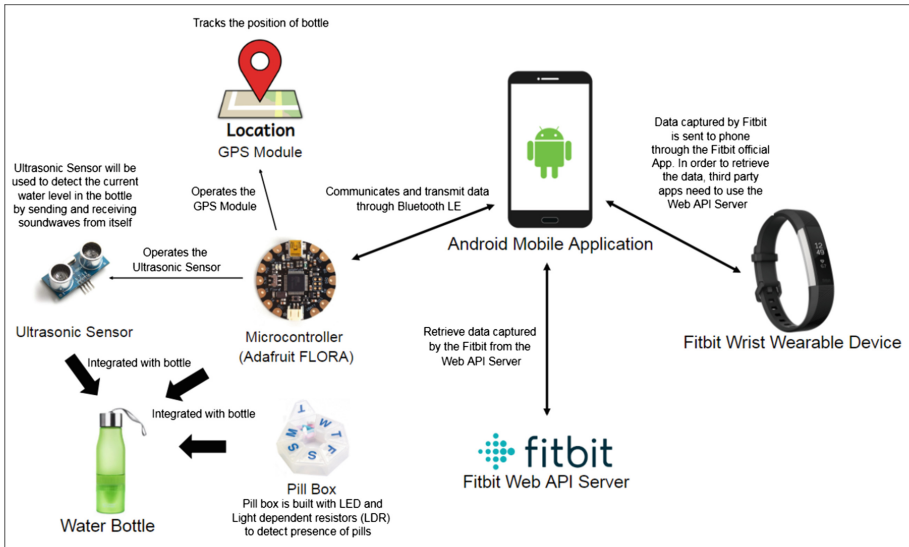 Tracks the position of bottle
Location
GPS Module
Ultrasonic Sensor will be
used to detect the current
water level in the bottle
by sending and receiving
soundwaves from itself
Operates the
GPS Module
Communicates and transmit data
through Bluetooth LE
Android Mobile Application
Data captured by Fitbit
is sent to phone
through the Fitbit official
App. In order to retrieve
the data, third party
apps need to use the
Web API Server
Operates the
Ultrasonic Sensor
Ultrasonic Sensor
Microcontroller
(Adafruit FLORA)
12
49
Fitbit Wrist Wearable Device
Retrieve data captured
by the Fitbit from the
Web API Server
Integrated with bottle
Integrated with bottle
T
W
T
F
S
S
M
Pill Box
Pill box is built with LED and
Light dependent resistors (LDR)
to detect presence of pills
Water Bottle
fitbit
Fitbit Web API Server